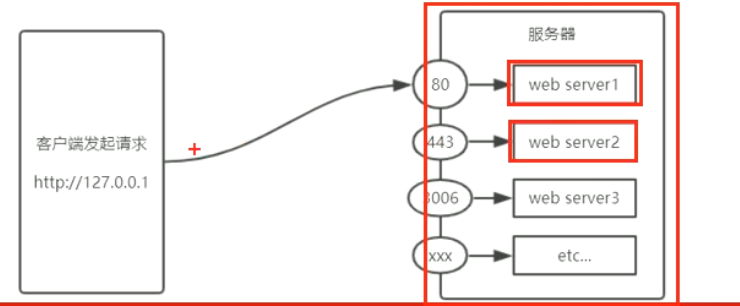 服务器
客户端发起请求
http://127.0.0.1
80
web server1
443
web server2
web server3
xxx
etc...